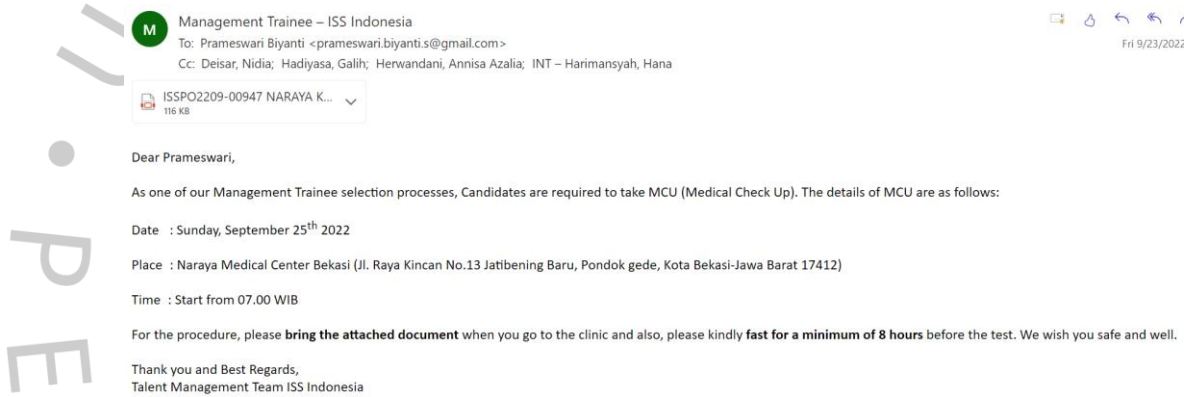 M
Management Trainee – ISS Indonesia
To: Prameswari Biyanti <prameswari.biyanti.s@gmail.com>
Cc: Deisar, Nidia; Hadiyasa, Galih; Herwandani, Annisa Azalia; INT – Harimansyah, Hana
Fri 9/23/2022
ISSPO2209-00947 NARAYA K...
116 KB
Dear Prameswari,
As one of our Management Trainee selection processes, Candidates are required to take MCU (Medical Check Up). The details of MCU are as follows:
Date : Sunday, September 25th 2022
Place : Naraya Medical Center Bekasi (Jl. Raya Kincan No.13 Jatibening Baru, Pondok gede, Kota Bekasi-Jawa Barat 17412)
Time : Start from 07.00 WIB
For the procedure, please bring the attached document when you go to the clinic and also, please kindly fast for a minimum of 8 hours before the test. We wish you safe and well.
Thank you and Best Regards,
Talent Management Team ISS Indonesia
P E